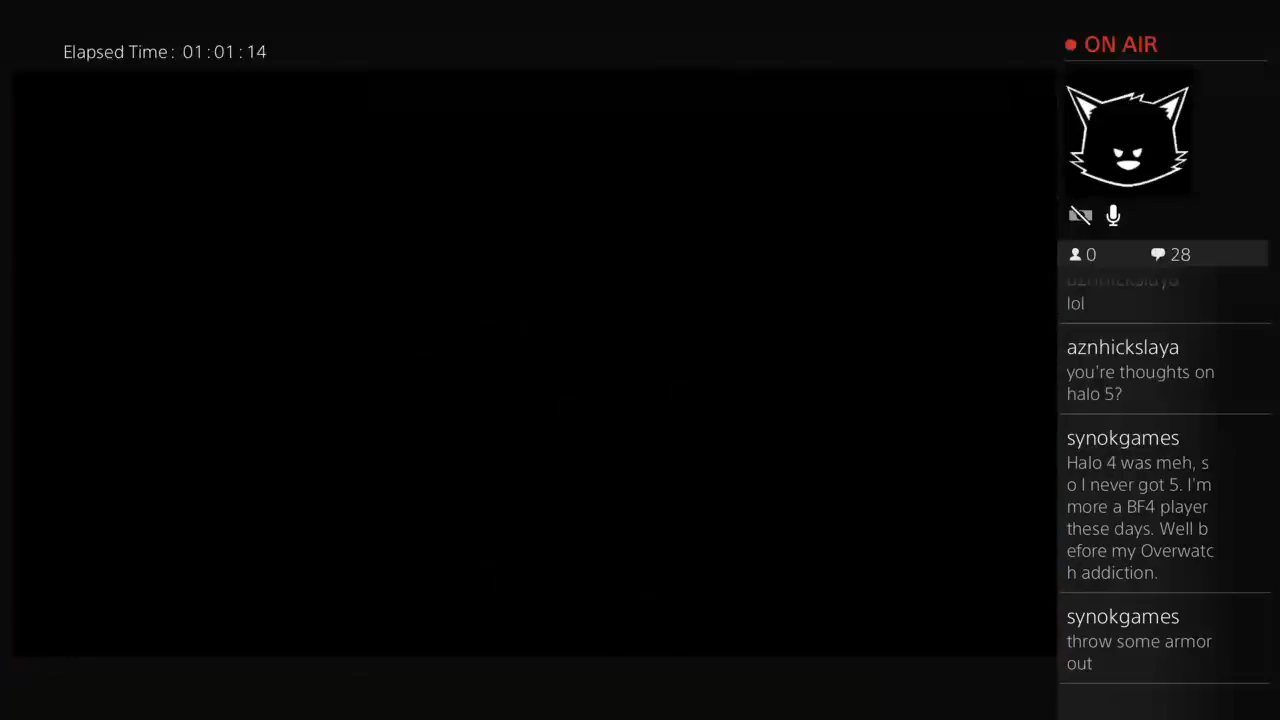 Elapsed Time: 01:01:14
ON AIR
0 28
aznhickslaya
lol
aznhickslaya
you're thoughts on
halo 5?
synokgames
Halo 4 was meh, s
o I never got 5. I'm
more a BF4 player
these days. Well b
efore my Overwatc
h addiction.
synokgames
throw some armor
out